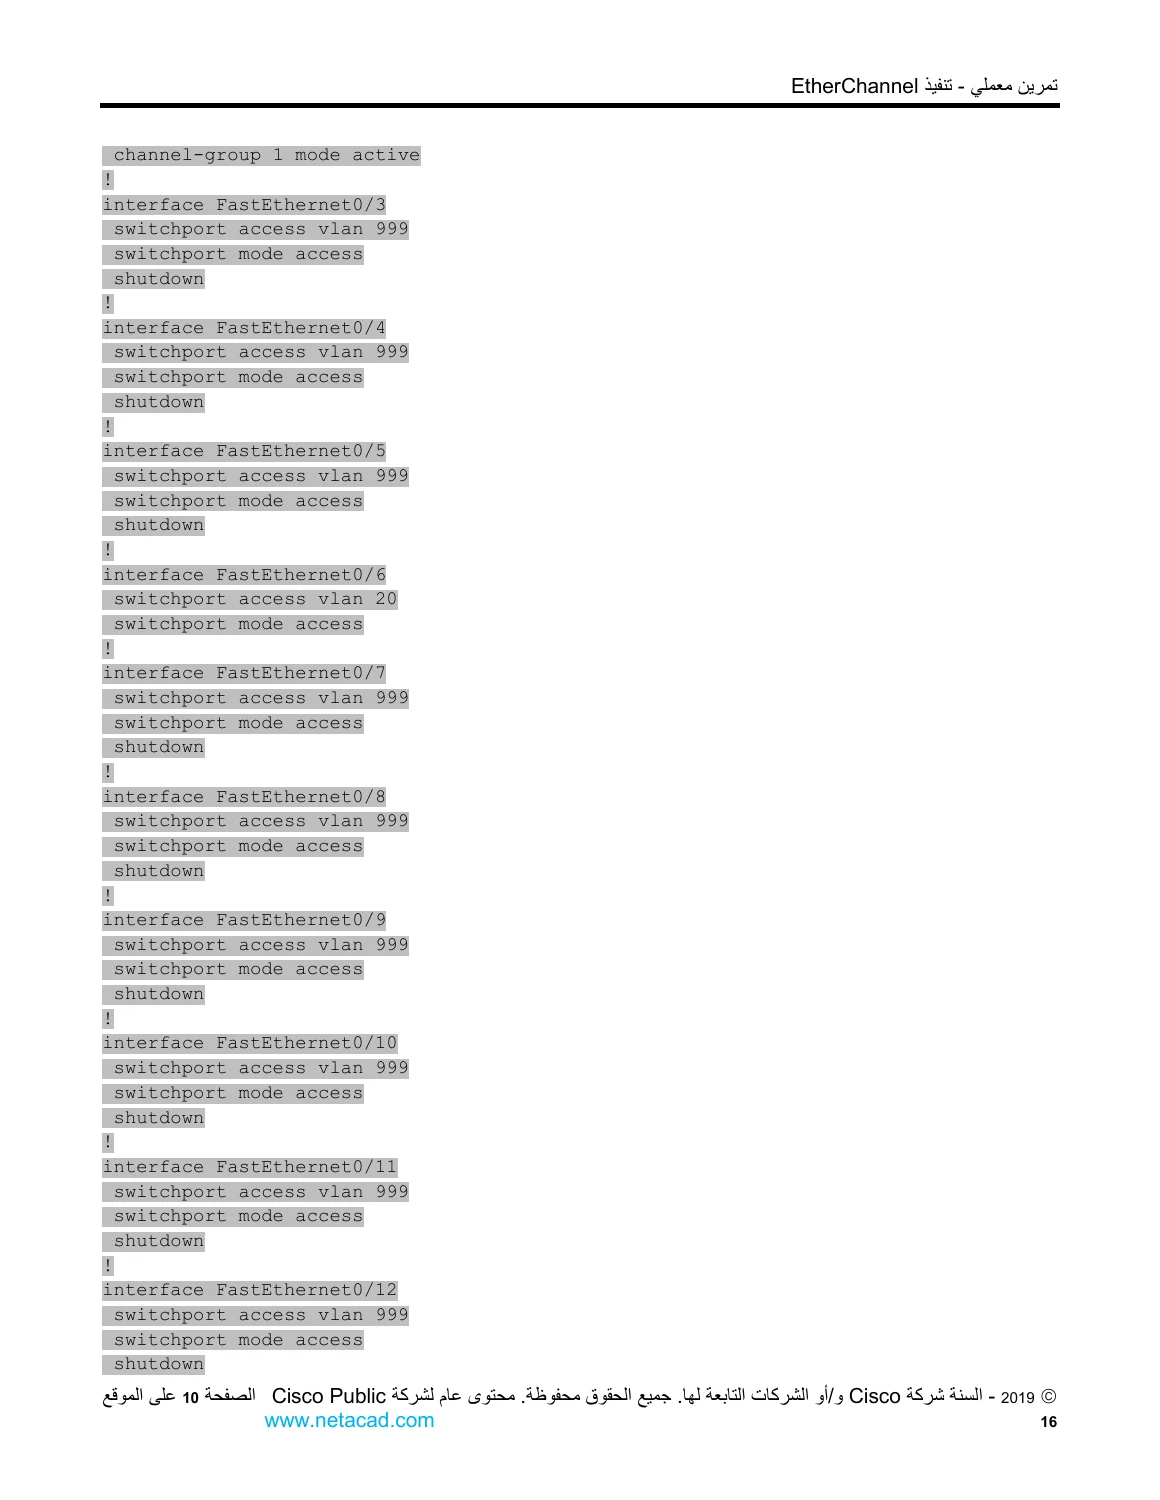 تمرين معملي - تنفيذ EtherChannel
channel-group 1 mode active
!
interface FastEthernet0/3
switchport access vlan 999
switchport mode access
shutdown
!
interface FastEthernet0/4
switchport access vlan 999
switchport mode access
shutdown
!
interface FastEthernet0/5
switchport access vlan 999
switchport mode access
shutdown
!
interface FastEthernet0/6
switchport access vlan 20
switchport mode access
!
interface FastEthernet0/7
switchport access vlan 999
switchport mode access
shutdown
!
interface FastEthernet0/8
switchport access vlan 999
switchport mode access
shutdown
!
interface FastEthernet0/9
switchport access vlan 999
switchport mode access
shutdown
!
interface FastEthernet0/10
switchport access vlan 999
switchport mode access
shutdown
!
interface FastEthernet0/11
switchport access vlan 999
switchport mode access
shutdown
!
interface FastEthernet0/12
switchport access vlan 999
switchport mode access
shutdown
© 2019 - السنة شركة Cisco و/أو الشركات التابعة لها. جميع الحقوق محفوظة. محتوى عام لشركة Cisco Public الصفحة 10 على الموقع
16 www.netacad.com